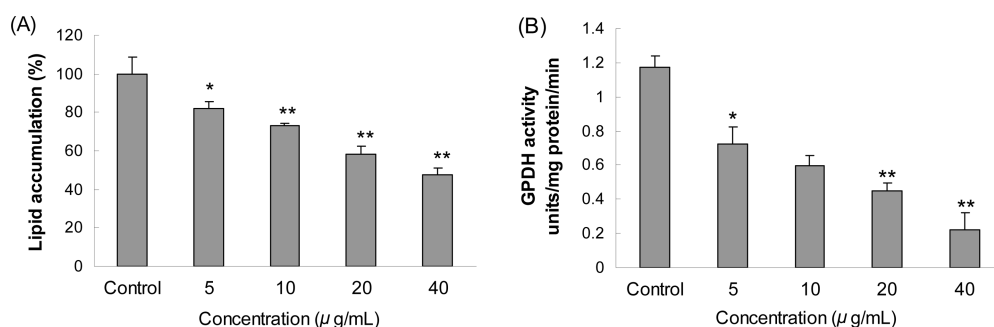 (A)
Lipid accumulation (%)
120
100
80
60
40
20
0
*
**
**
**
Control 5 10 20 40
Concentration (μ g/mL)
(B)
GPDH activity
units/mg protein/min
1.4
1.2
1
0.8
0.6
0.4
0.2
0
*
**
**
Control 5 10 20 40
Concentration (μ g/mL)